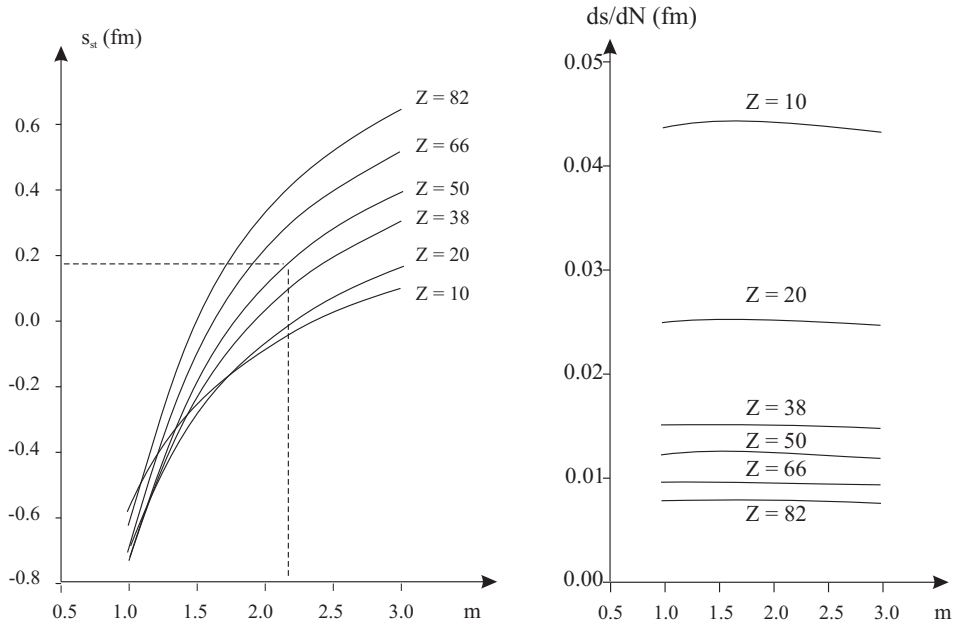 s_st (fm)
0.6
0.4
0.2
0.0
-0.2
-0.4
-0.6
-0.8
0.5 1.0 1.5 2.0 2.5 3.0 m
Z = 82
Z = 66
Z = 50
Z = 38
Z = 20
Z = 10
ds/dN (fm)
0.05
0.04
0.03
0.02
0.01
0.00
0.5 1.0 1.5 2.0 2.5 3.0 m
Z = 10
Z = 20
Z = 38
Z = 50
Z = 66
Z = 82